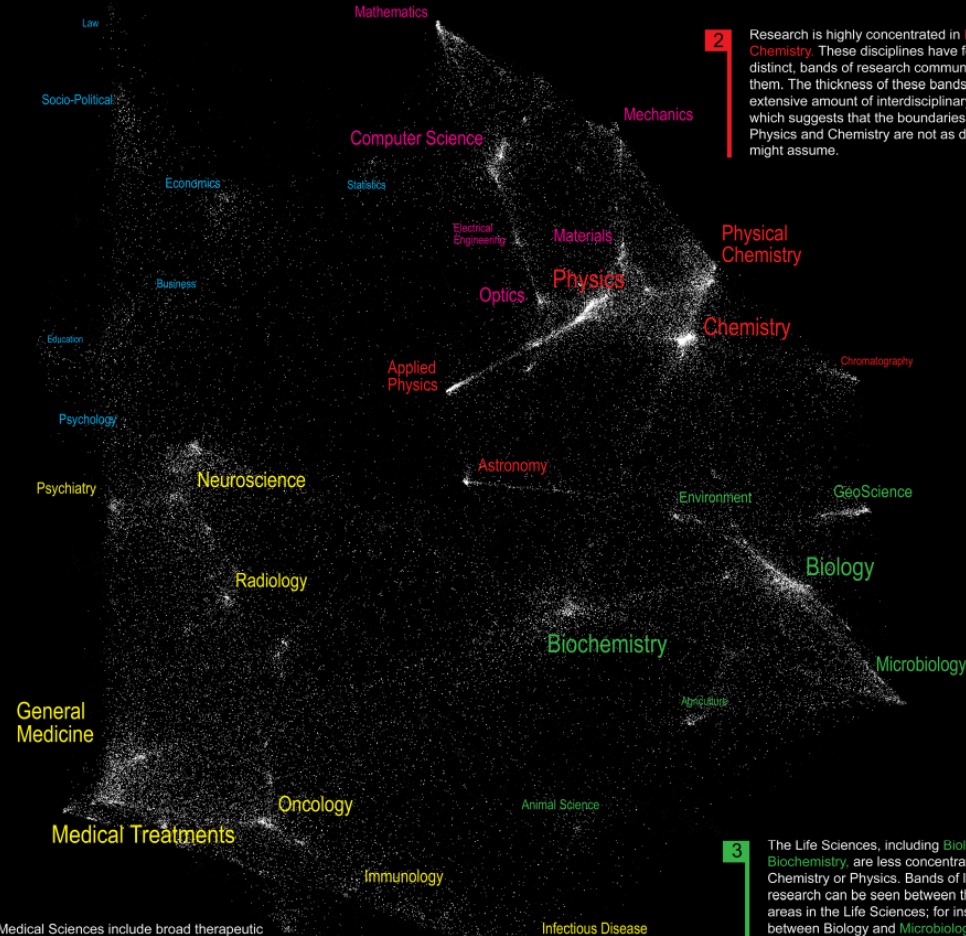 Law
Mathematics
2
Research is highly concentrated in
Chemistry. These disciplines have
distinct, bands of research
them. The thickness of these bands
extensive amount of interdisciplinary
which suggests that the boundaries
Physics and Chemistry are not as
might assume.
Socio-Political
Mechanics
Computer Science
Economics
Statistics
Electrical
Engineering
Materials
Physical
Chemistry
Physics
Business
Optics
Chemistry
Education
Applied
Physics
Chromatography
Psychology
Neuroscience
Astronomy
Psychiatry
Environment
GeoScience
Biology
Radiology
Biochemistry
Microbiology
Agriculture
General
Medicine
Oncology
Animal Science
Medical Treatments
3
The Life Sciences, including
Biochemistry, are less
Chemistry or Physics. Bands of
research can be seen between
areas in the Life Sciences; for
between Biology and
Immunology
Medical Sciences include broad therapeutic
Infectious Disease